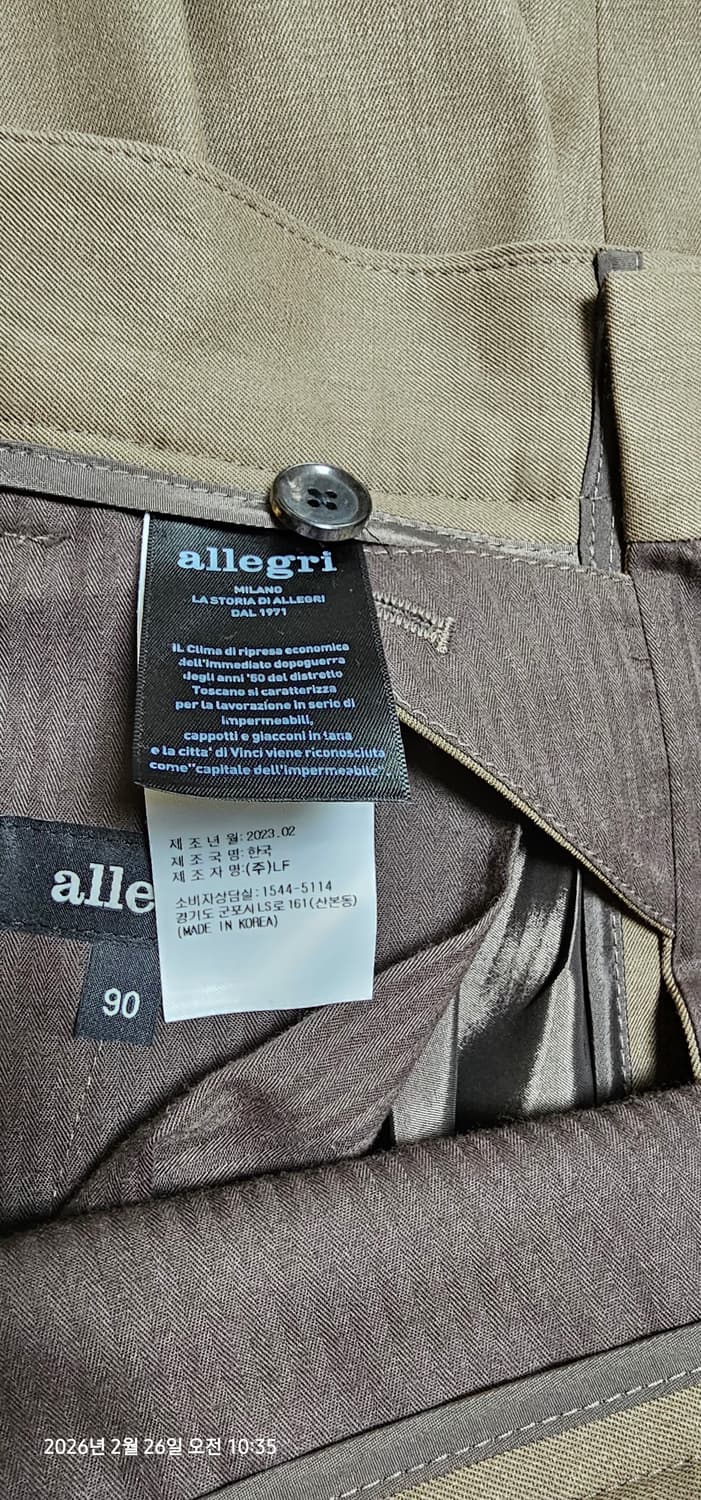 allegri
MILANO
LA STORIA DI ALLEGRI
DAL 1971
IL Clima di ripresa economica
dell'immediato dopoguerra
degli anni '50 del distretto
Toscano si caratterizza
per la lavorazione in serie di
impermeabili,
cappotti e giacconi in lana
e la citta' di Vinci viene riconosciuta
come"capitale dell'impermeabile".
제 조 년 월: 2023.02
제 조 국 명: 한국
제 조 자 명:(주)LF
소비자상담실:1544-5114
경기도 군포시 LS로 161(산본동)
(MADE IN KOREA)
alle
90
2026년 2월 26일 오전 10:35